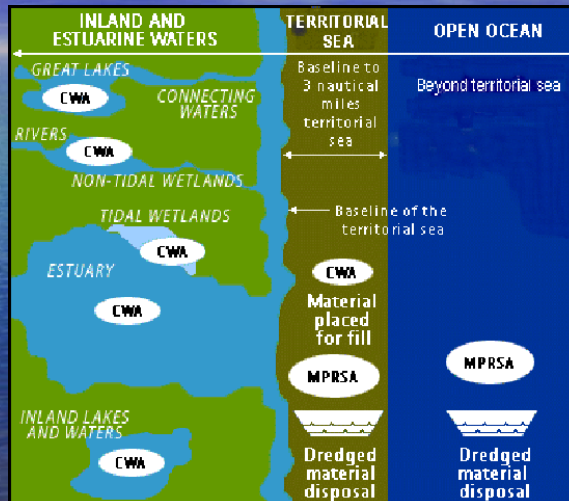 INLAND AND
ESTUARINE WATERS
TERRITORIAL
SEA
OPEN OCEAN
GREAT LAKES
CWA
CONNECTING
WATERS
RIVERS
CWA
NON-TIDAL WETLANDS
TIDAL WETLANDS
CWA
ESTUARY
CWA
INLAND LAKES
AND WATERS
CWA
Baseline to
3 nautical
miles
territorial
sea
Baseline of the
territorial sea
CWA
Material
placed
for fill
MPRSA
Dredged
material
disposal
Beyond territorial sea
MPRSA
Dredged
material
disposal